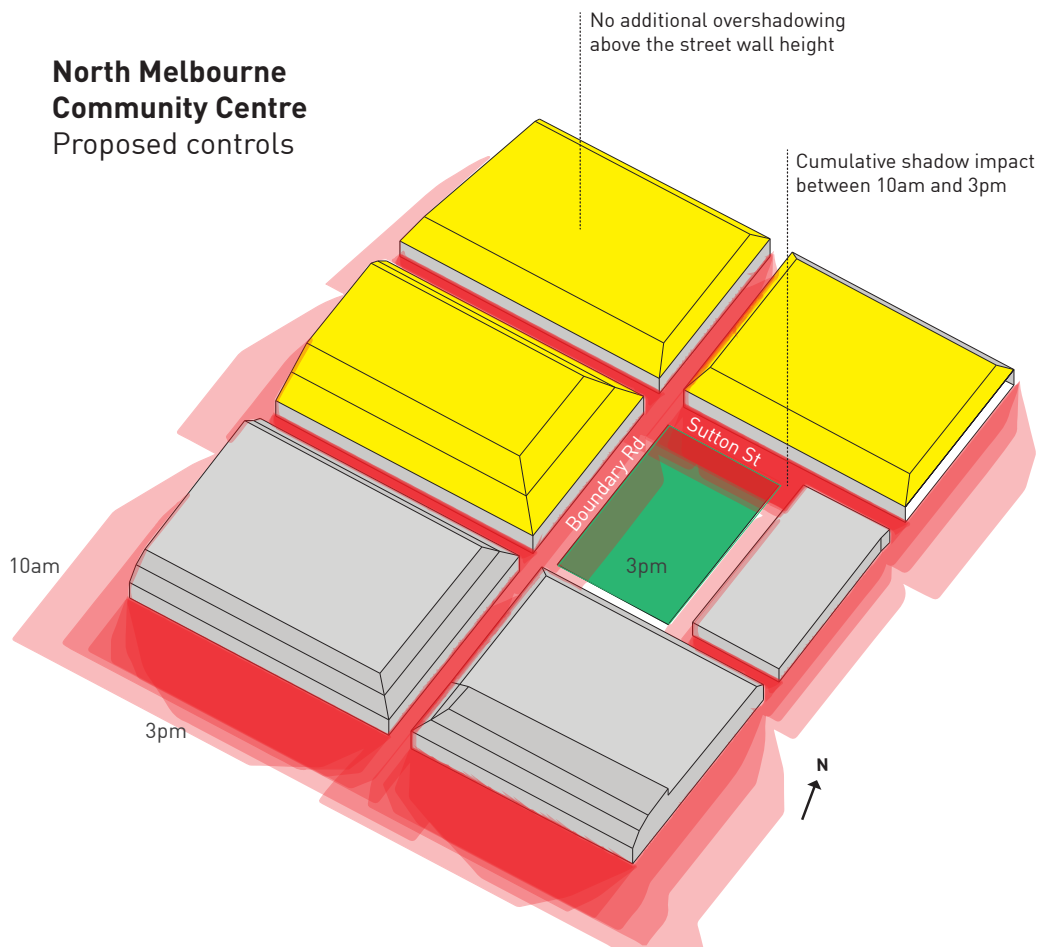 No additional overshadowing
above the street wall height
North Melbourne
Community Centre
Proposed controls
Cumulative shadow impact
between 10am and 3pm
Sutton St
Boundary Rd
10am
3pm
3pm
N